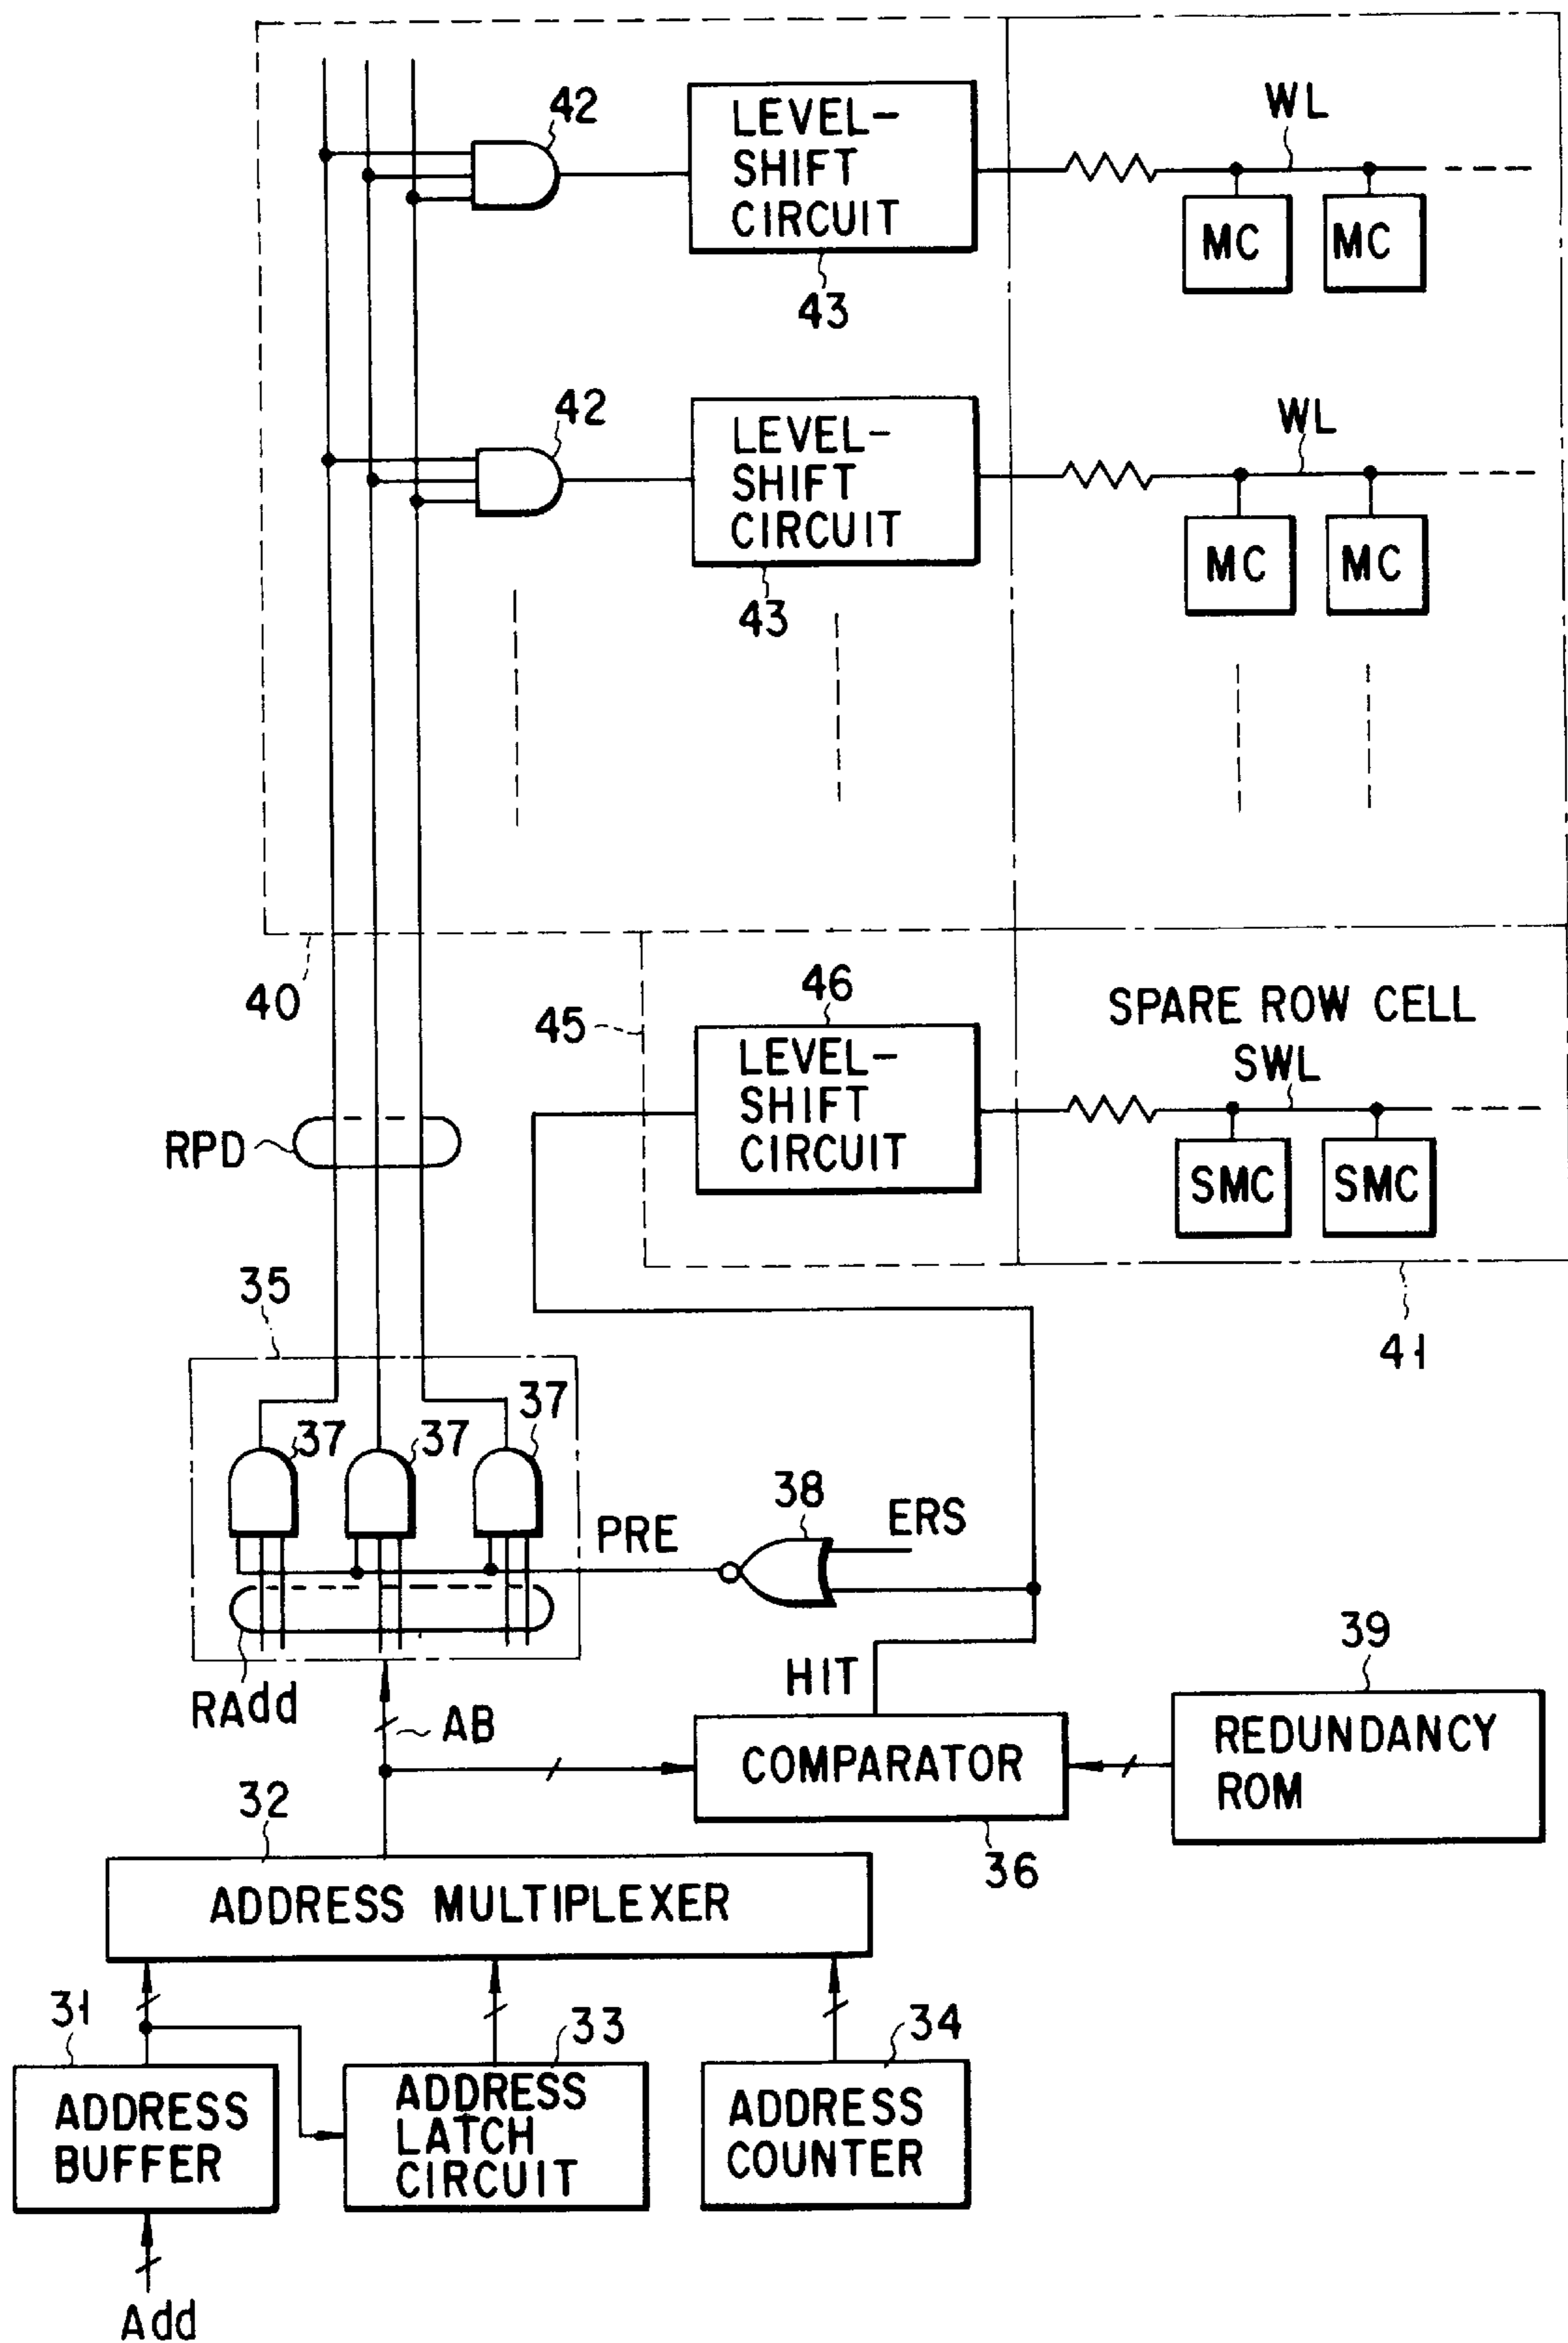 42
LEVEL-
SHIFT
CIRCUIT
43
WL
MC
MC
42
LEVEL-
SHIFT
CIRCUIT
43
WL
MC
MC
40
45
46
LEVEL-
SHIFT
CIRCUIT
SPARE ROW CELL
SWL
SMC
SMC
41
RPD
35
37
37
37
RAdd
PRE
38
ERS
HIT
AB
COMPARATOR
36
39
REDUNDANCY
ROM
32
ADDRESS MULTIPLEXER
31
ADDRESS
BUFFER
33
ADDRESS
LATCH
CIRCUIT
34
ADDRESS
COUNTER
Add